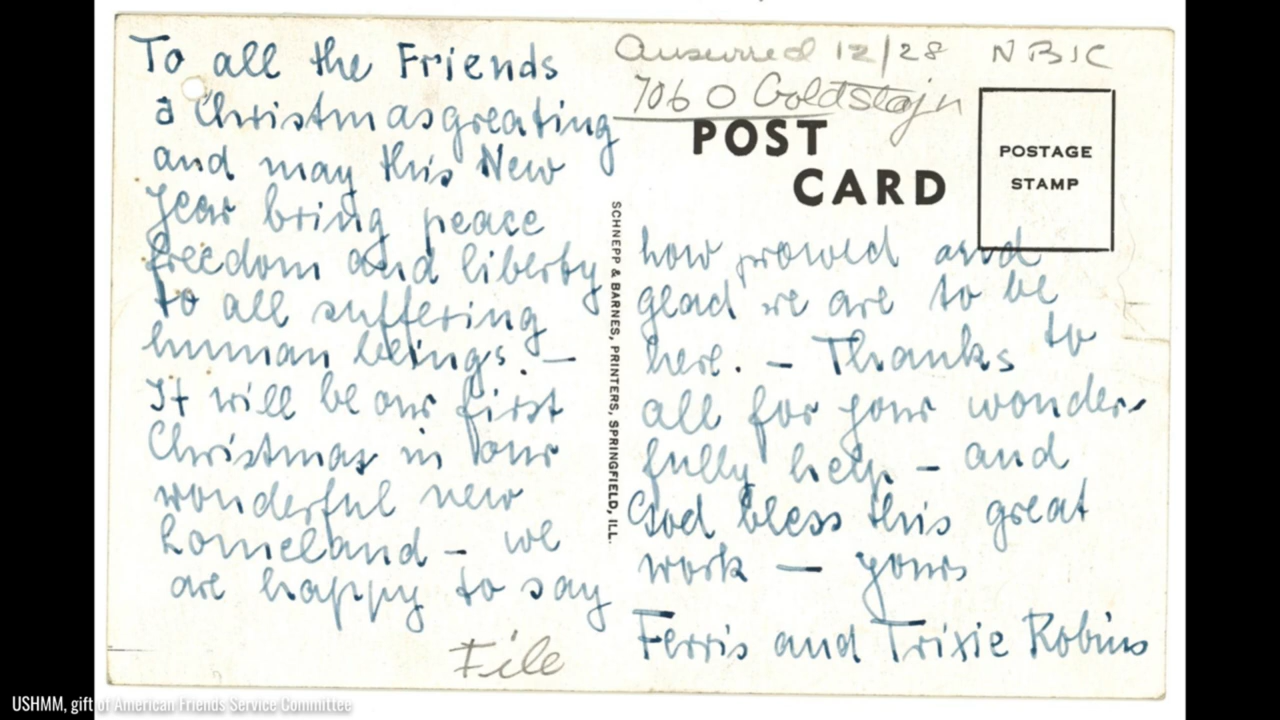 To all the Friends
a Christmasgreating
and may this New
Year bring peace
freedom and liberty
to all suffering
human beings. —
It will be our first
Christmas in our
wonderful new
homeland – we
are happy to say
File
Answered 12/28 NBIC
7060 Goldstajn
POST
CARD
POSTAGE
STAMP
SCHNEPP & BARNES, PRINTERS, SPRINGFIELD, ILL.
how prowed and
glad we are to be
here. – Thanks to
all for your wonder-
fully help – and
God bless this great
work — yours
Ferris and Trixie Robins
USHMM, gift of American Friends Service Committee